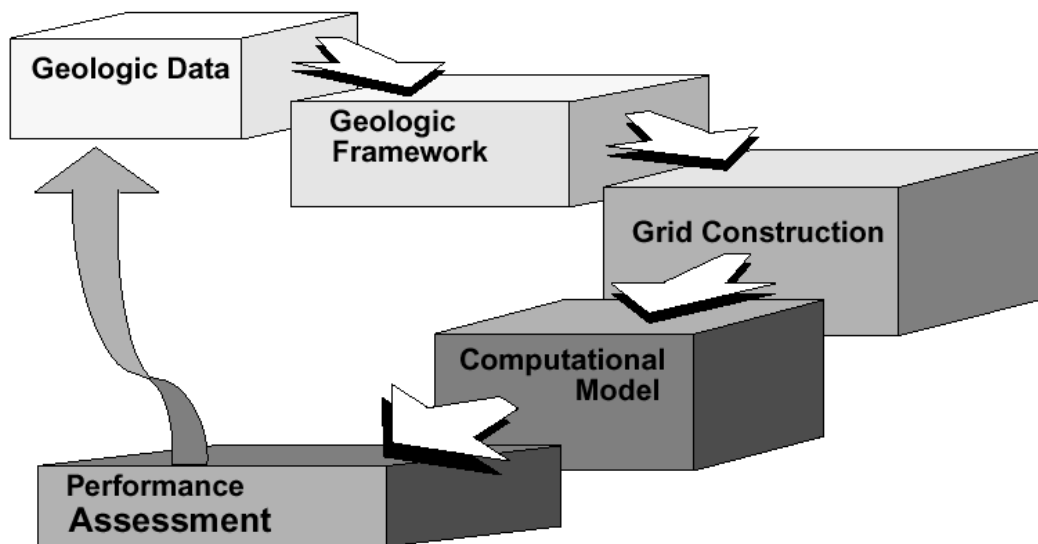 Geologic Data
Geologic
Framework
Grid Construction
Computational
Model
Performance
Assessment